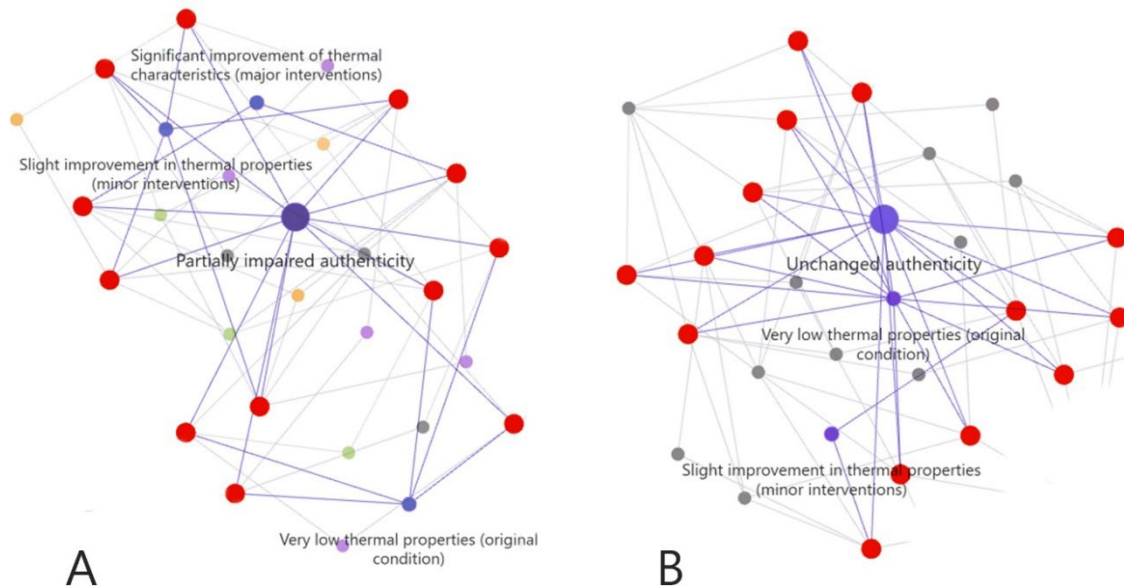 Significant improvement of thermal
characteristics (major interventions)
Slight improvement in thermal properties
(minor interventions)
Partially impaired authenticity
Very low thermal properties (original
condition)
A
Unchanged authenticity
Very low thermal properties (original
condition)
Slight improvement in thermal properties
(minor interventions)
B